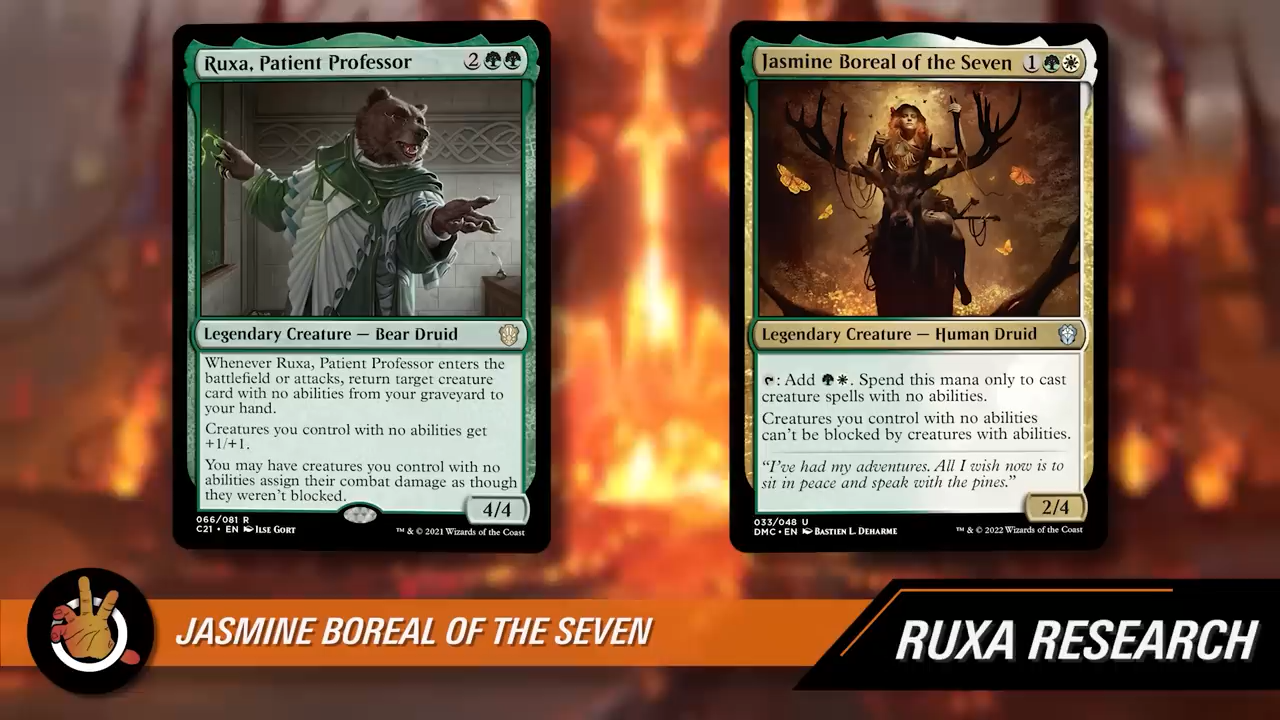 Ruxa, Patient Professor 2
Legendary Creature — Bear Druid
Whenever Ruxa, Patient Professor enters the
battlefield or attacks, return target creature
card with no abilities from your graveyard to
your hand.
Creatures you control with no abilities get
+1/+1.
You may have creatures you control with no
abilities assign their combat damage as though
they weren't blocked.
4/4
066/081 R
C21 • EN Ilse Gort
™ & © 2021 Wizards of the Coast
Jasmine Boreal of the Seven 1
Legendary Creature — Human Druid
: Add . Spend this mana only to cast
creature spells with no abilities.
Creatures you control with no abilities
can't be blocked by creatures with abilities.
"I've had my adventures. All I wish now is to
sit in peace and speak with the pines."
2/4
033/048 U
DMC • EN Bastien L. Deharme
™ & © 2022 Wizards of the Coast
JASMINE BOREAL OF THE SEVEN
RUXA RESEARCH